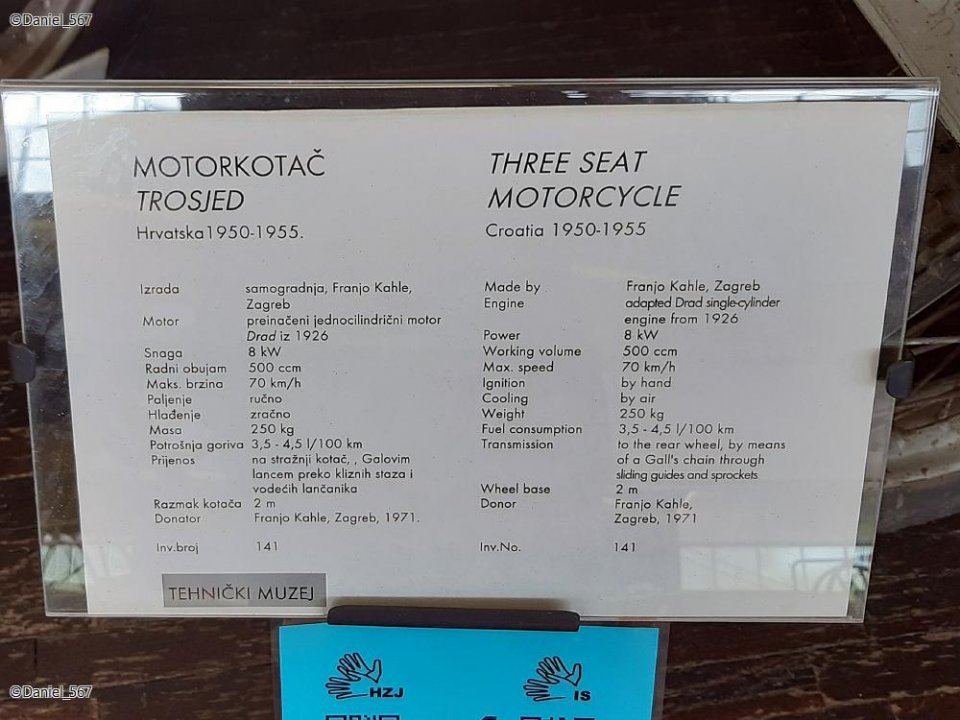 ©Daniel_567
MOTORKOTAČ
TROSJED
Hrvatska 1950-1955.
Izrada samogradnja, Franjo Kahle,
Zagreb
Motor preinačeni jednocilindrični motor
Drad iz 1926
Snaga 8 kW
Radni obujam 500 ccm
Maks. brzina 70 km/h
Paljenje ručno
Hlađenje zračno
Masa 250 kg
Potrošnja goriva 3,5 - 4,5 l/100 km
Prijenos na stražnji kotač, , Galovim
lancem preko kliznih staza i
vodećih lančanika
Razmak kotača 2 m
Donator Franjo Kahle, Zagreb, 1971.
Inv.broj 141
TEHNIČKI MUZEJ
THREE SEAT
MOTORCYCLE
Croatia 1950-1955
Made by Franjo Kahle, Zagreb
Engine adapted Drad single-cylinder
engine from 1926
Power 8 kW
Working volume 500 ccm
Max. speed 70 km/h
Ignition by hand
Cooling by air
Weight 250 kg
Fuel consumption 3,5 - 4,5 l/100 km
Transmission to the rear wheel, by means
of a Gall's chain through
sliding guides and sprockets
Wheel base 2 m
Donor Franjo Kahle,
Zagreb, 1971
Inv.No. 141
HZJ
IS
©Daniel_567